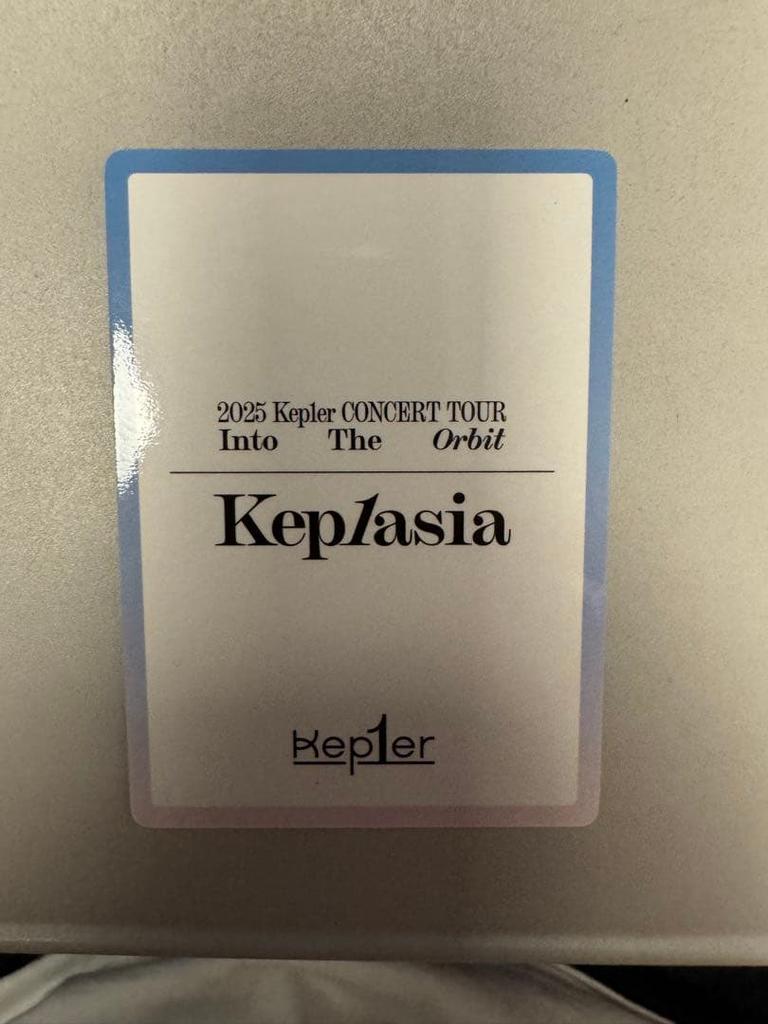 2025 Kep1er CONCERT TOUR
Into The Orbit
Kep1asia
Kep1er